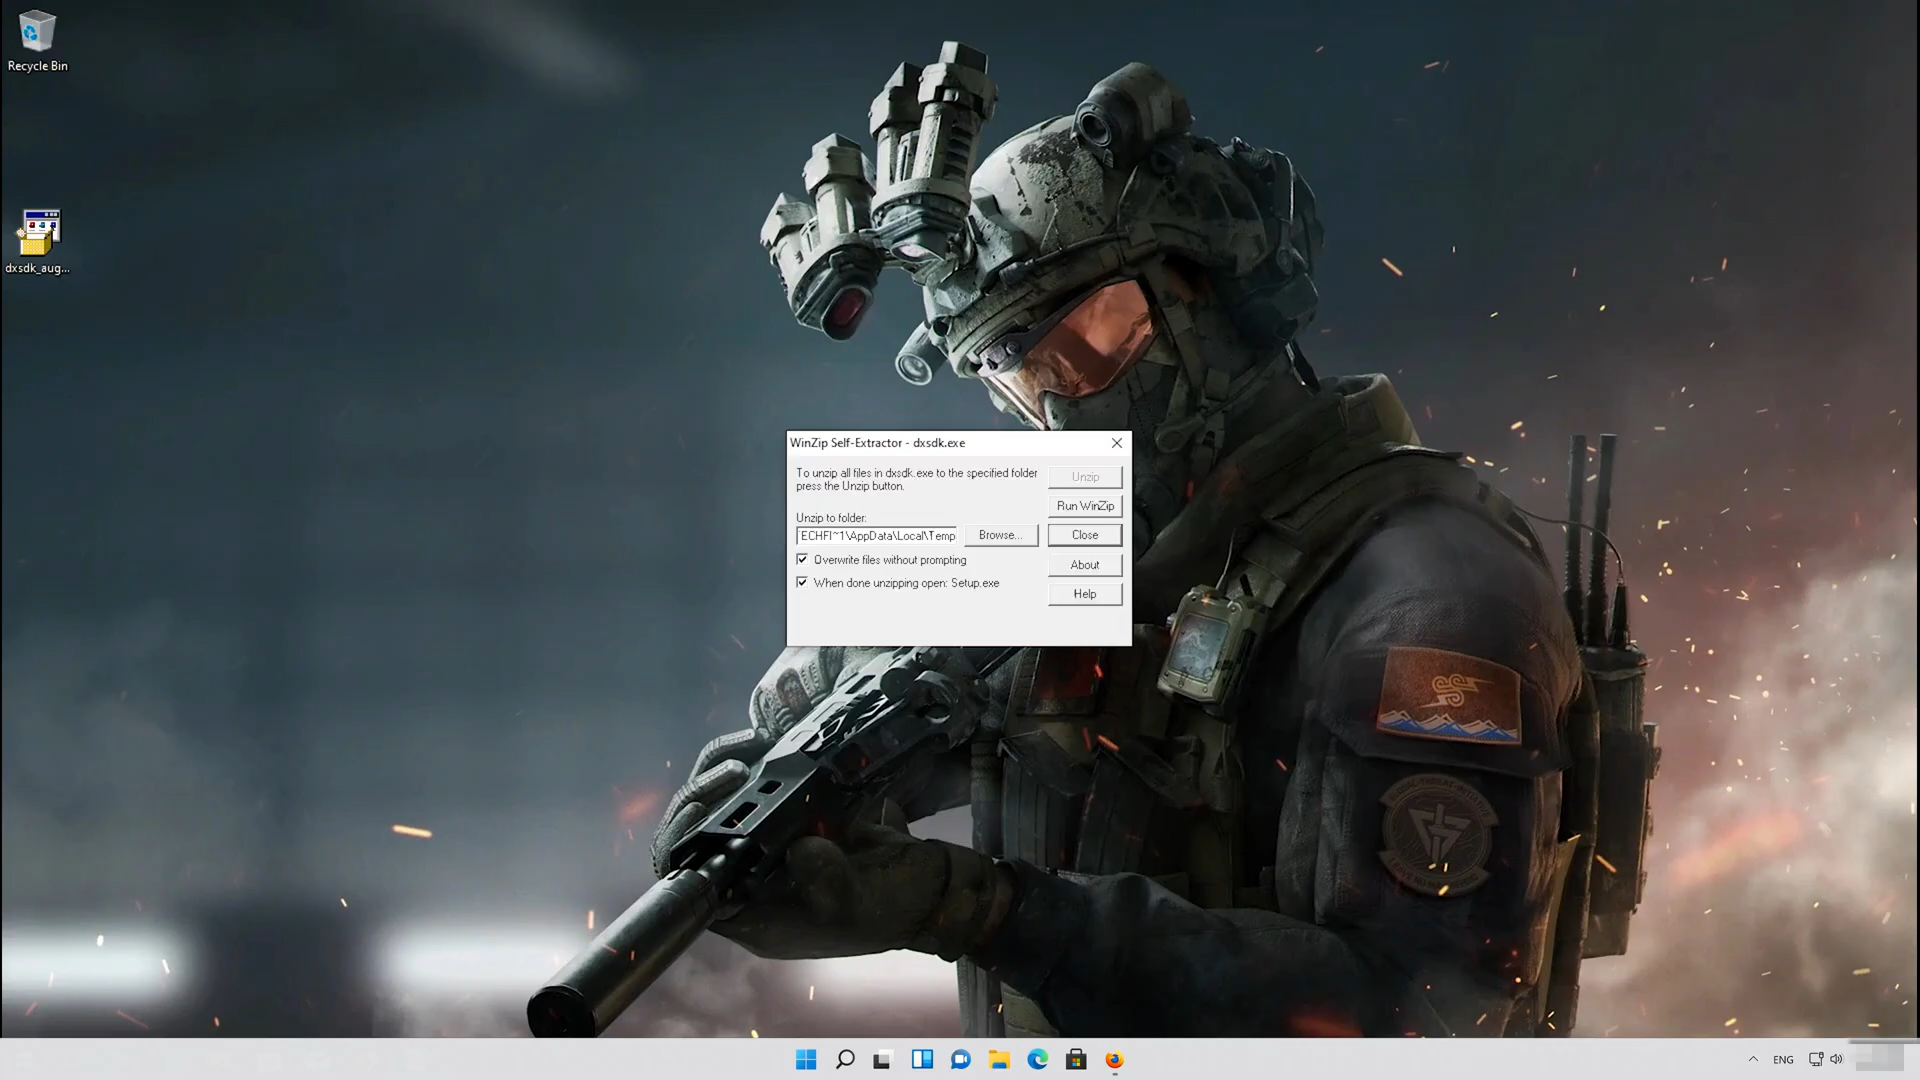 Recycle Bin
dxsdk_aug...
WinZip Self-Extractor - dxsdk.exe
To unzip all files in dxsdk.exe to the specified folder
press the Unzip button.
Unzip to folder:
ECHFI~1\AppData\Local\Temp
Browse...
Overwrite files without prompting
When done unzipping open: Setup.exe
Unzip
Run WinZip
Close
About
Help
ENG